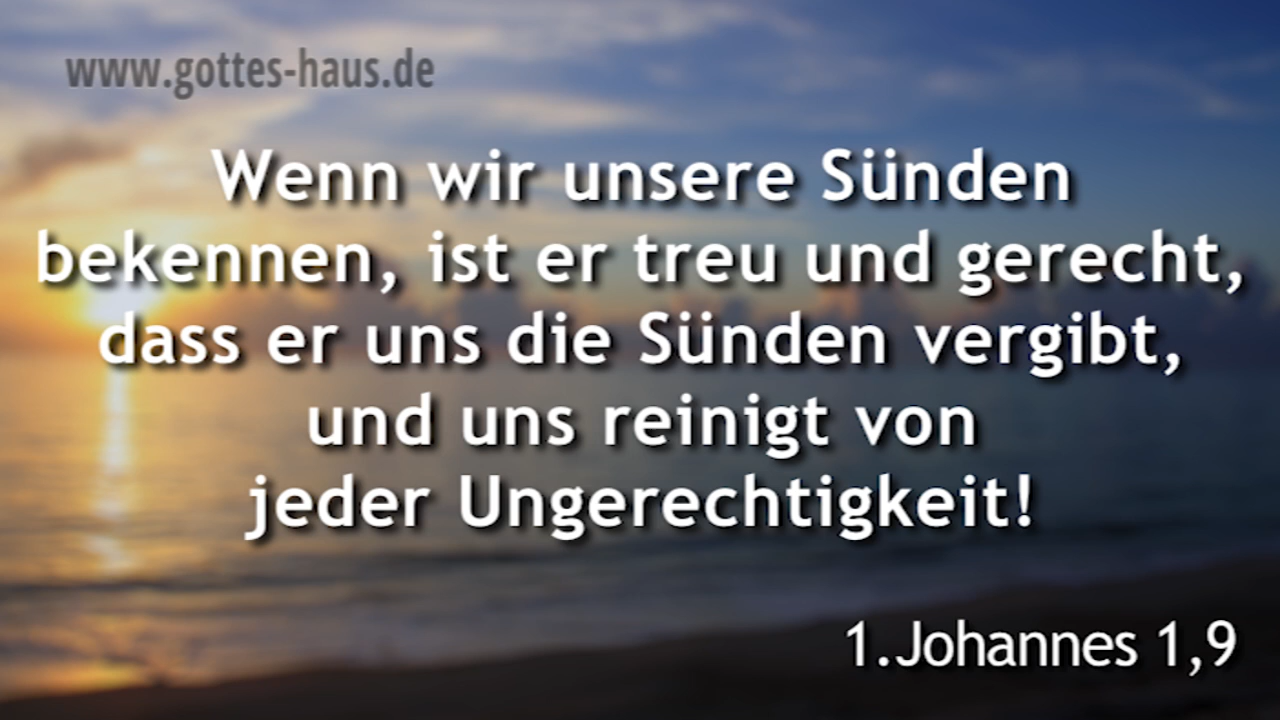 www.gottes-haus.de
Wenn wir unsere Sünden
bekennen, ist er treu und gerecht,
dass er uns die Sünden vergibt,
und uns reinigt von
jeder Ungerechtigkeit!
1.Johannes 1,9